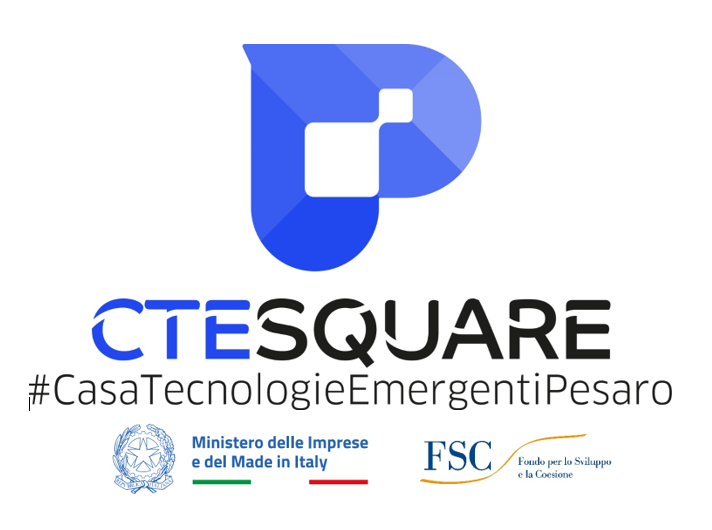 CTESQUARE
#CasaTecnologieEmergentiPesaro
Ministero delle Imprese
e del Made in Italy
FSC
Fondo per lo Sviluppo
e la Coesione